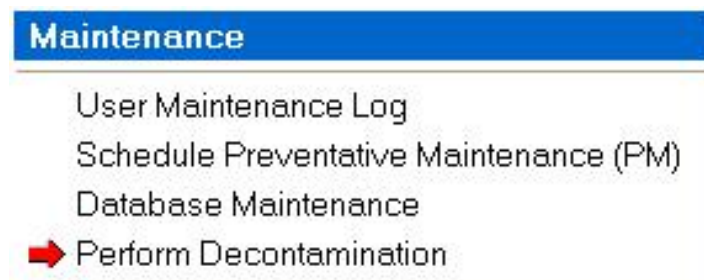 Maintenance
User Maintenance Log
Schedule Preventative Maintenance (PM)
Database Maintenance
Perform Decontamination